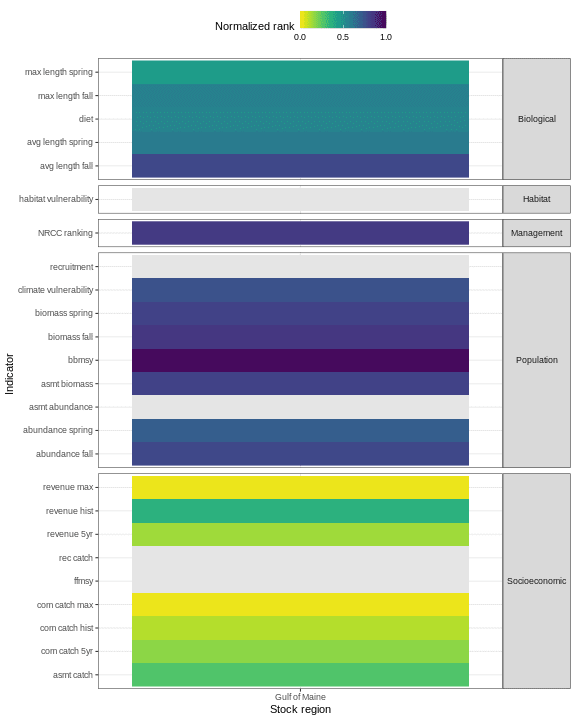 Normalized rank
0.0 0.5 1.0
max length spring
max length fall
diet
avg length spring
avg length fall
Biological
habitat vulnerability
Habitat
NRCC ranking
Management
recruitment
climate vulnerability
biomass spring
biomass fall
bbmsy
asmt biomass
asmt abundance
abundance spring
abundance fall
Population
revenue max
revenue hist
revenue 5yr
rec catch
ffmsy
com catch max
com catch hist
com catch 5yr
asmt catch
Socioeconomic
Indicator
Gulf of Maine
Stock region